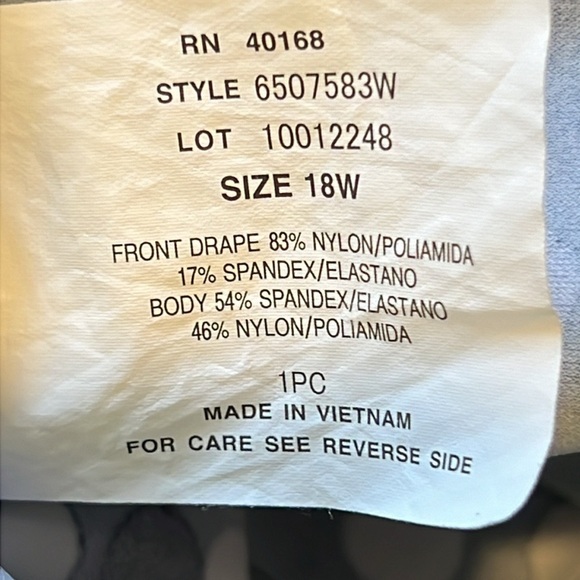 RN 40168
STYLE 6507583W
LOT 10012248
SIZE 18W
FRONT DRAPE 83% NYLON/POLIAMIDA
17% SPANDEX/ELASTANO
BODY 54% SPANDEX/ELASTANO
46% NYLON/POLIAMIDA
1PC
MADE IN VIETNAM
FOR CARE SEE REVERSE SIDE